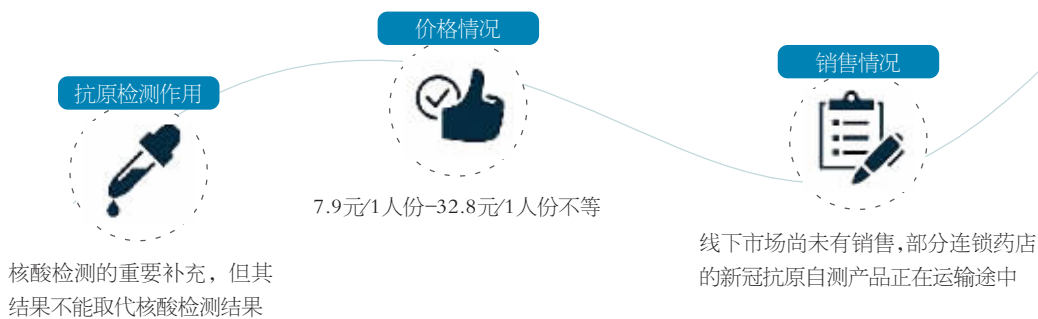 抗原检测作用
核酸检测的重要补充，但其
结果不能取代核酸检测结果
价格情况
7.9元/1人份-32.8元/1人份不等
销售情况
线下市场尚未有销售,部分连锁药店
的新冠抗原自测产品正在运输途中